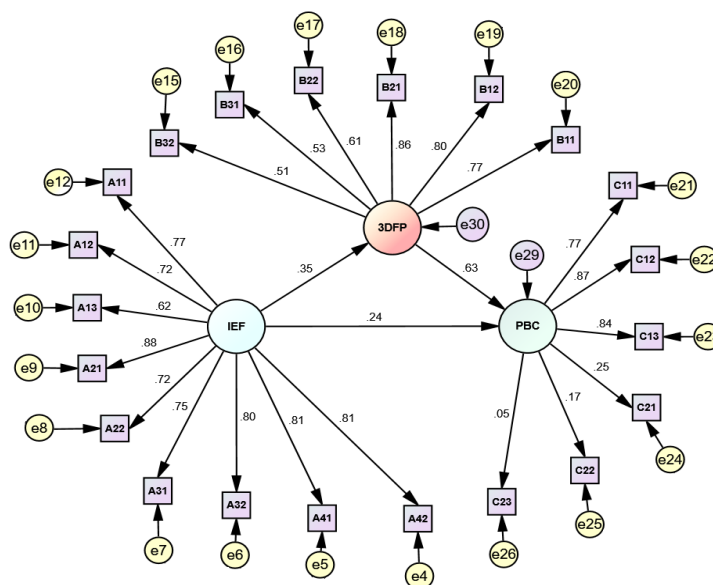 e17
e18
e19
e16
e15
e20
B22
B21
B12
B31
B32
B11
.61
.86
.80
.53
.51
.77
e12
A11
C11
e21
3DFP
e30
e11
A12
.77
.72
.35
.63
e29
.77
.87
C12
e22
e10
A13
.62
IEF
.24
PBC
.84
C13
e9
A21
.88
.25
C21
e8
A22
.72
.75
.80
.81
.81
.05
.17
e24
A31
A32
A41
A42
C23
C22
e7
e6
e5
e4
e26
e25